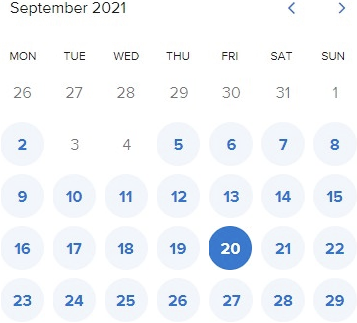 September 2021
MON TUE WED THU FRI SAT SUN
26 27 28 29 30 31 1
2 3 4 5 6 7 8
9 10 11 12 13 14 15
16 17 18 19 20 21 22
23 24 25 26 27 28 29